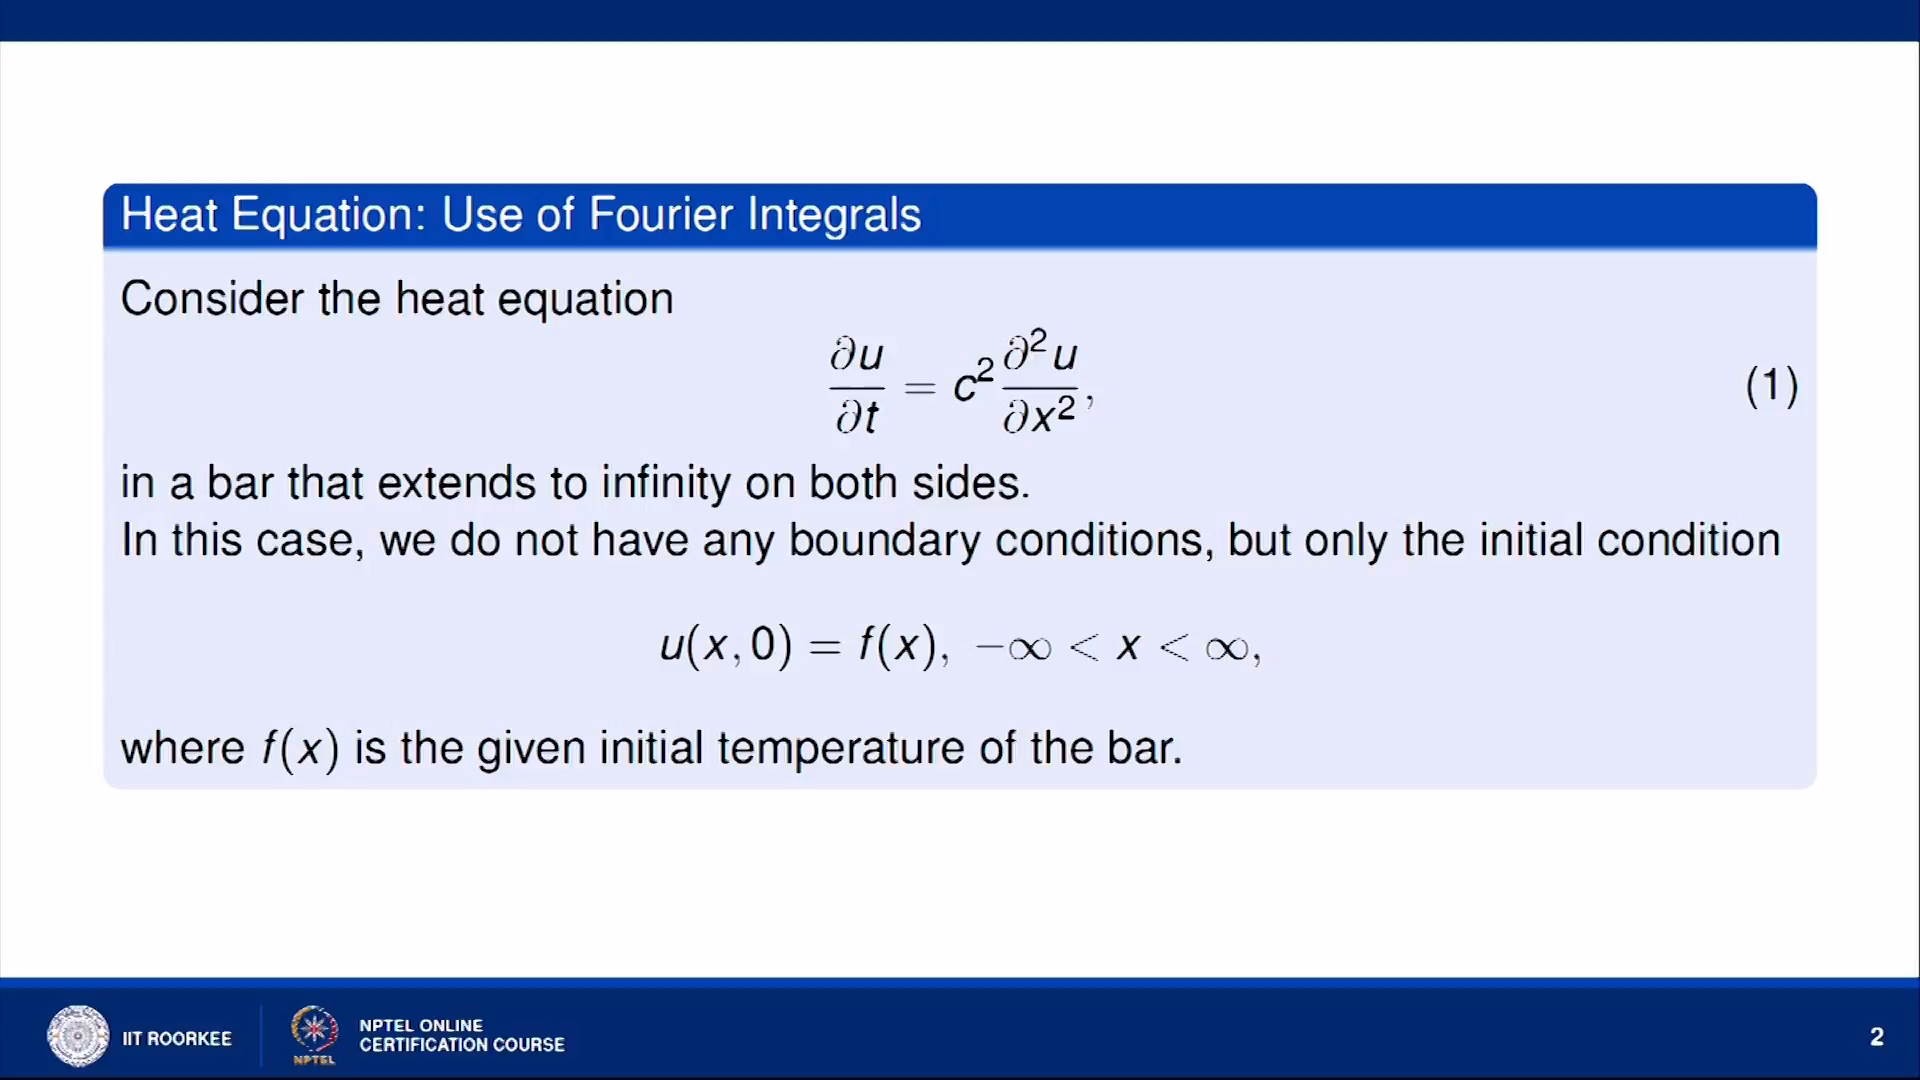 Heat Equation: Use of Fourier Integrals
Consider the heat equation
∂u/∂t = c² ∂²u/∂x², (1)
in a bar that extends to infinity on both sides.
In this case, we do not have any boundary conditions, but only the initial condition
u(x, 0) = f(x), −∞ < x < ∞,
where f(x) is the given initial temperature of the bar.
IIT ROORKEE
NPTEL
NPTEL ONLINE
CERTIFICATION COURSE
2